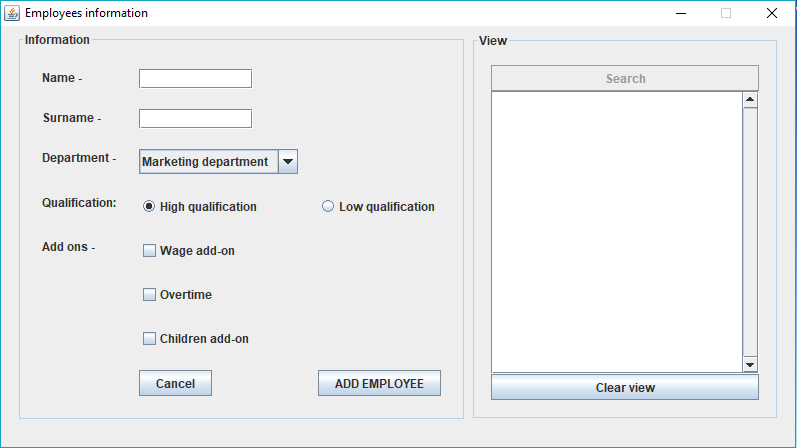 Employees information
Information
Name -
Surname -
Department -
Marketing department
Qualification:
High qualification
Low qualification
Add ons -
Wage add-on
Overtime
Children add-on
Cancel
ADD EMPLOYEE
View
Search
Clear view